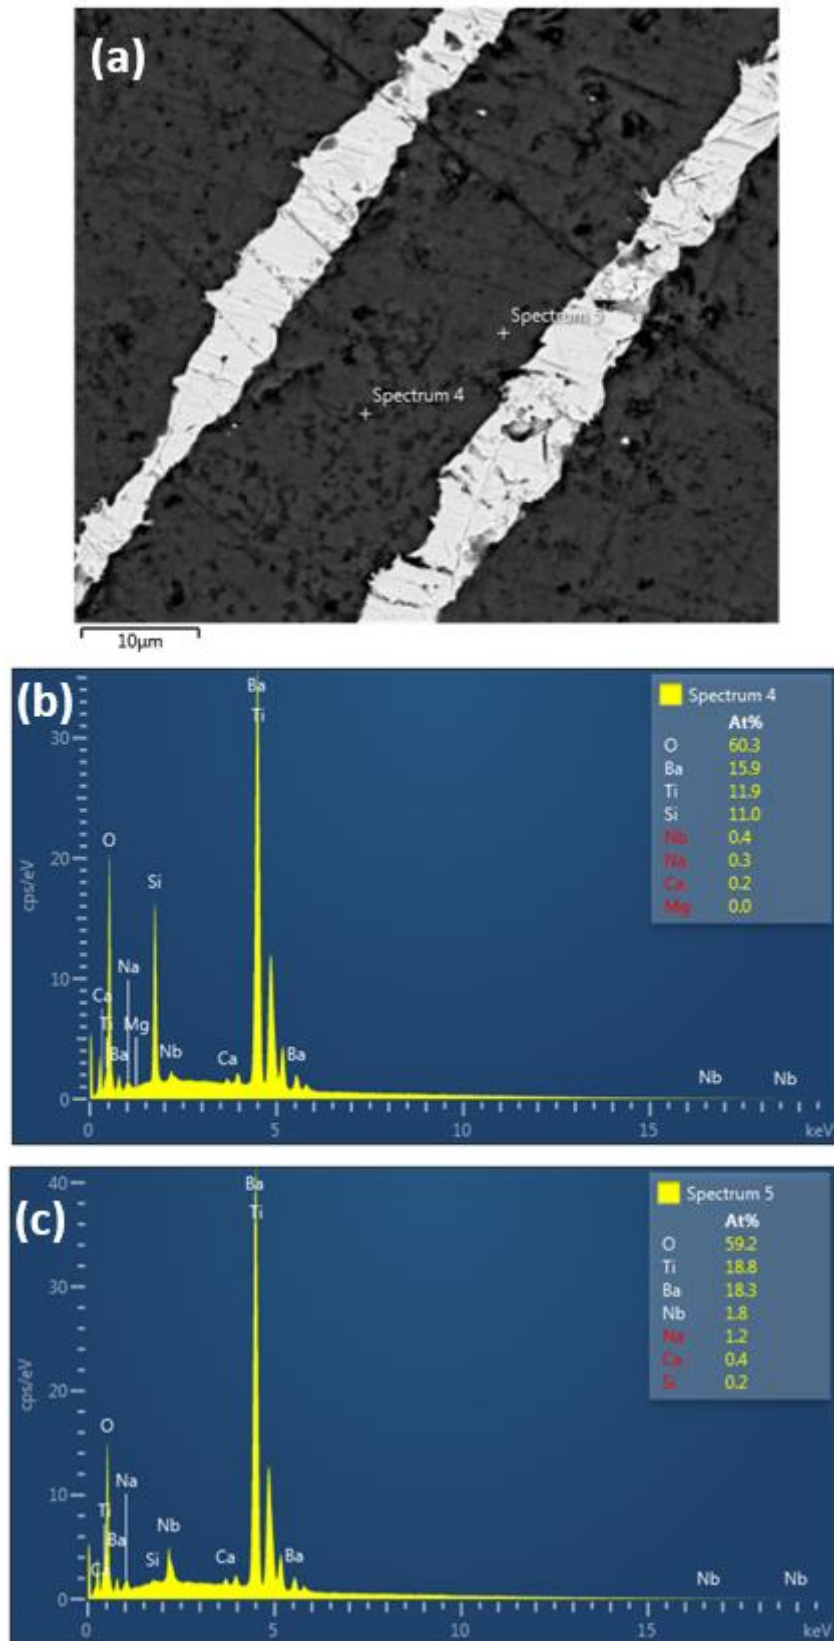 (a)
Spectrum 5
Spectrum 4
10µm
(b)
Spectrum 4
At%
O 60.3
Ba 15.9
Ti 11.9
Si 11.0
Nb 0.4
Na 0.3
Ca 0.2
Mg 0.0
cps/eV
30
20
10
0
Ba
Ti
O
Si
Na
Ca
Ti
Mg
Ba
Nb
Ca
Ba
Nb
Nb
0 5 10 15 keV
(c)
Spectrum 5
At%
O 59.2
Ti 18.8
Ba 18.3
Nb 1.8
Na 1.2
Ca 0.4
Si 0.2
cps/eV
40
30
20
10
0
Ba
Ti
O
Na
Ti
Ba
Nb
Si
Ca
Ca
Ba
Nb
Nb
0 5 10 15 keV